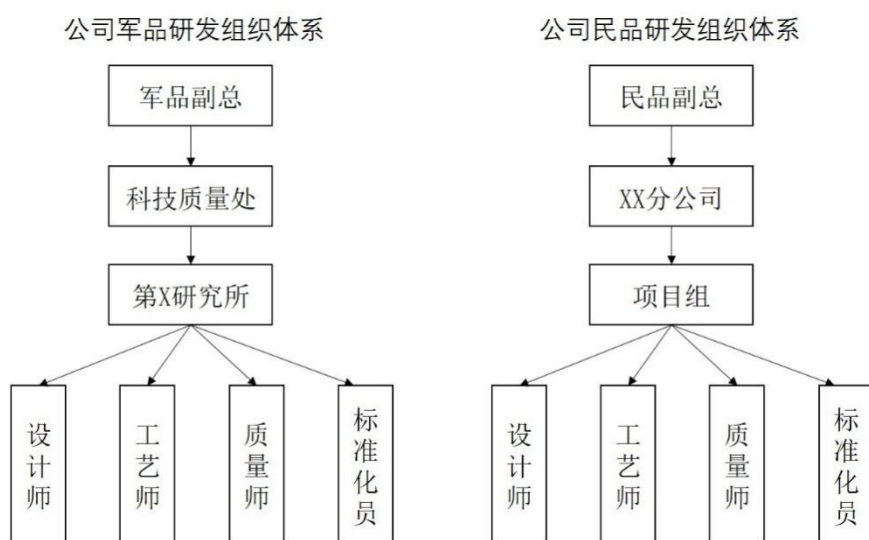 公司军品研发组织体系
军品副总
科技质量处
第X研究所
设计师
工艺师
质量师
标准化员
公司民品研发组织体系
民品副总
XX分公司
项目组
设计师
工艺师
质量师
标准化员